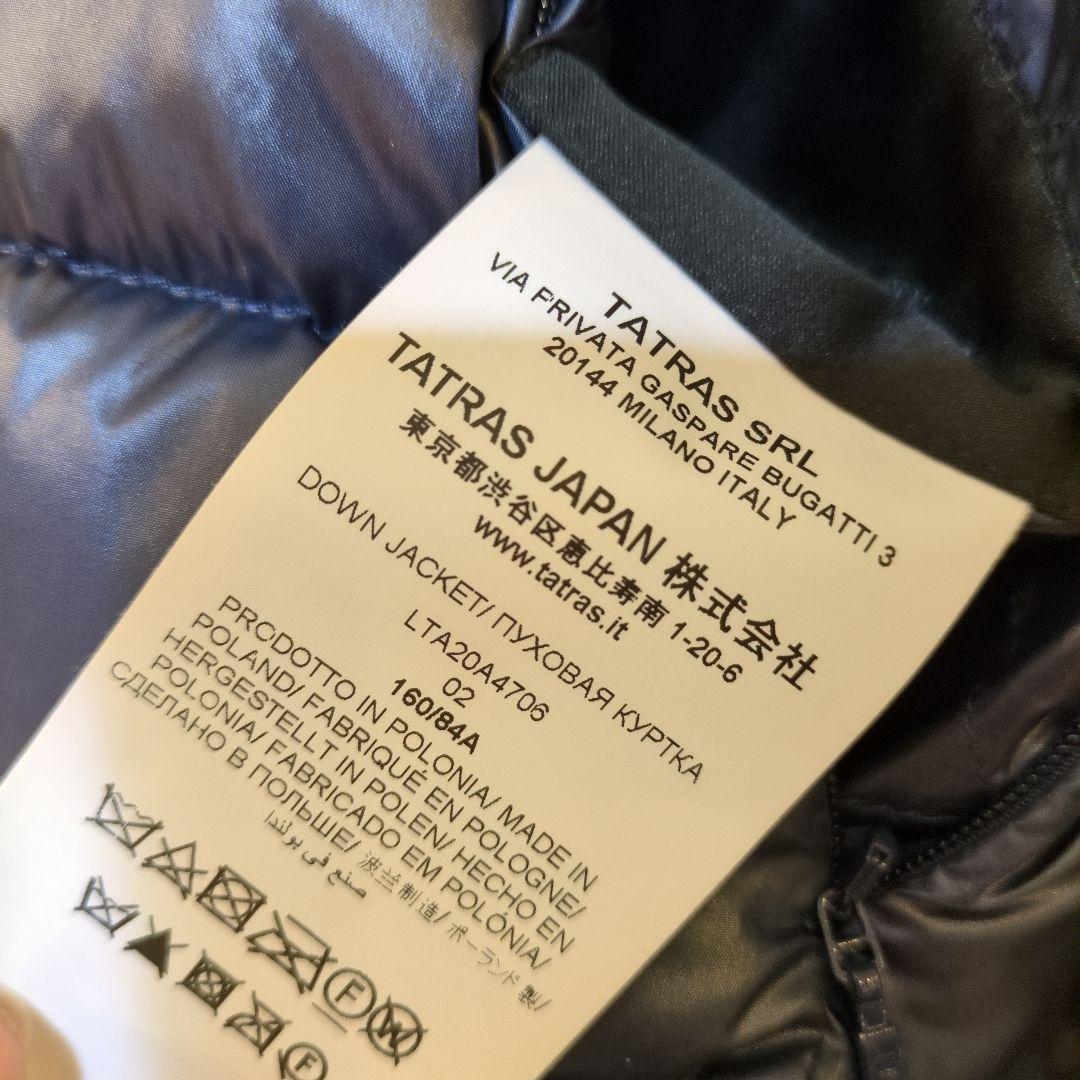 TATRAS SRL
VIA PRIVATA GASPARE BUGATTI 3
20144 MILANO ITALY
TATRAS JAPAN 株式会社
東京都渋谷区恵比寿南 1-20-6
www.tatras.it
DOWN JACKET/ ПУХОВАЯ КУРТКА
LTA20A4706
02
160/84A
PRODOTTO IN POLONIA/ MADE IN
POLAND/ FABRIQUÉ EN POLOGNE/
HERGESTELLT IN POLEN/ HECHO EN
POLONIA/ FABRICADO EM POLÓNIA/
СДЕЛАНО В ПОЛЬШЕ/ 波兰制造/ ポーランド製/
صنع في بولندا
F W
F